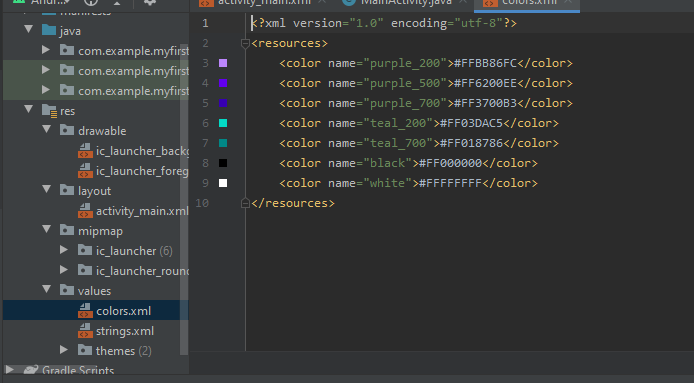 activity_main.xml
MainActivity.java
colors.xml
manifests
java
com.example.myfirst
com.example.myfirst
com.example.myfirst
res
drawable
ic_launcher_backg
ic_launcher_foreg
layout
activity_main.xml
mipmap
ic_launcher (6)
ic_launcher_roun
values
colors.xml
strings.xml
themes (2)
Gradle Scripts
1 <?xml version="1.0" encoding="utf-8"?>
2 <resources>
3 <color name="purple_200">#FFBB86FC</color>
4 <color name="purple_500">#FF6200EE</color>
5 <color name="purple_700">#FF3700B3</color>
6 <color name="teal_200">#FF03DAC5</color>
7 <color name="teal_700">#FF018786</color>
8 <color name="black">#FF000000</color>
9 <color name="white">#FFFFFFFF</color>
10 </resources>